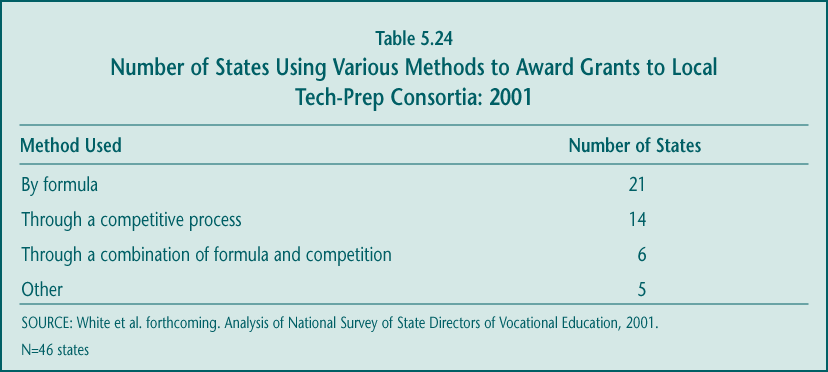 Table 5.24
Number of States Using Various Methods to Award Grants to Local
Tech-Prep Consortia: 2001
Method Used Number of States
By formula 21
Through a competitive process 14
Through a combination of formula and competition 6
Other 5
SOURCE: White et al. forthcoming. Analysis of National Survey of State Directors of Vocational Education, 2001.
N=46 states